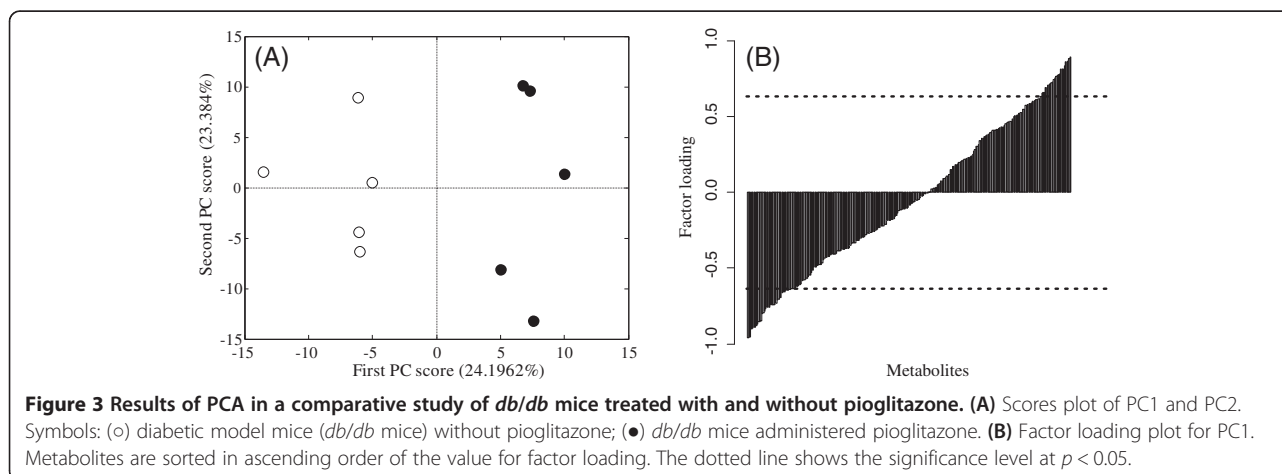 (A)
15
10
5
0
-5
-10
-15
Second PC score (23.384%)
-15
-10
-5
0
5
10
15
First PC score (24.1962%)
(B)
1.0
0.5
0.0
-0.5
-1.0
Factor loading
Metabolites
Figure 3 Results of PCA in a comparative study of db/db mice treated with and without pioglitazone. (A) Scores plot of PC1 and PC2.
Symbols: (○) diabetic model mice (db/db mice) without pioglitazone; (●) db/db mice administered pioglitazone. (B) Factor loading plot for PC1.
Metabolites are sorted in ascending order of the value for factor loading. The dotted line shows the significance level at p < 0.05.